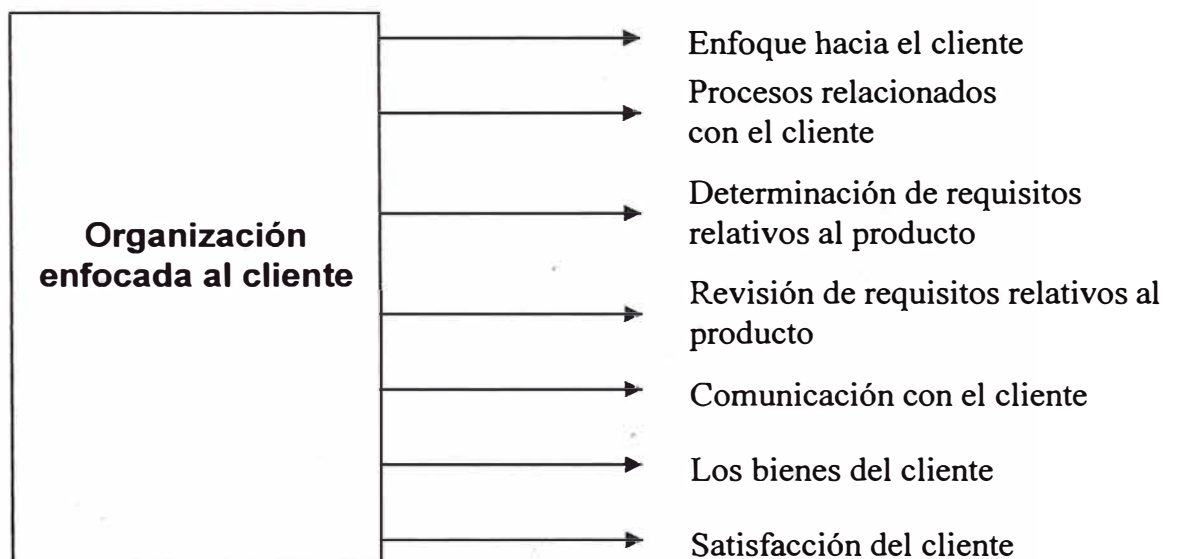 Organización
enfocada al cliente
Enfoque hacia el cliente
Procesos relacionados
con el cliente
Determinación de requisitos
relativos al producto
Revisión de requisitos relativos al
producto
Comunicación con el cliente
Los bienes del cliente
Satisfacción del cliente